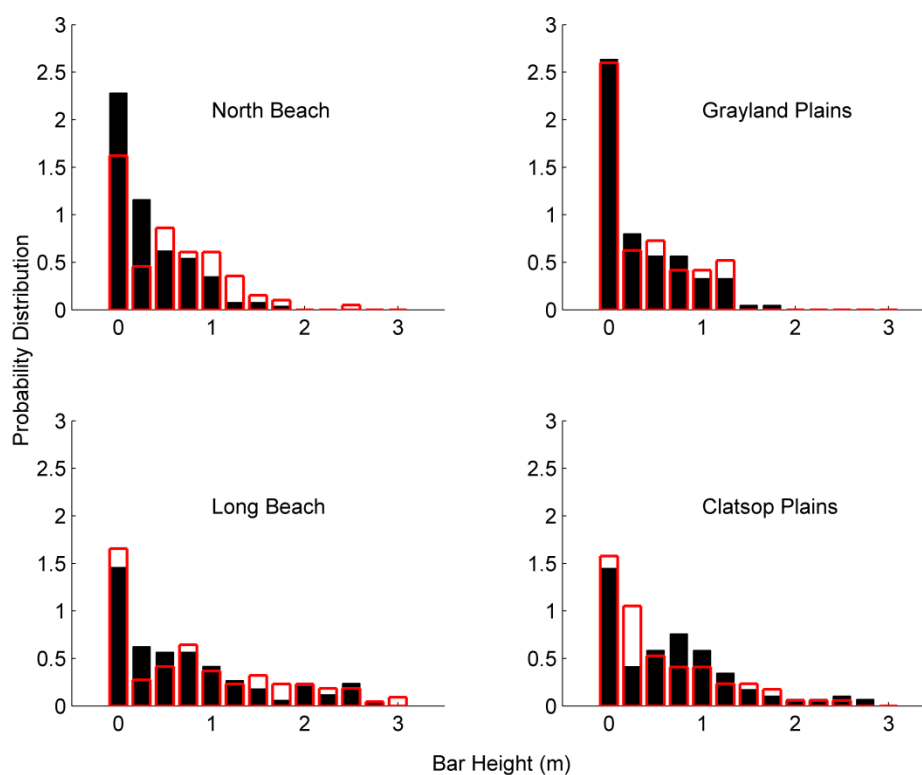 3
2.5
2
1.5
1
0.5
0
North Beach
0 1 2 3
3
2.5
2
1.5
1
0.5
0
Grayland Plains
0 1 2 3
Probability Distribution
3
2.5
2
1.5
1
0.5
0
Long Beach
0 1 2 3
3
2.5
2
1.5
1
0.5
0
Clatsop Plains
0 1 2 3
Bar Height (m)